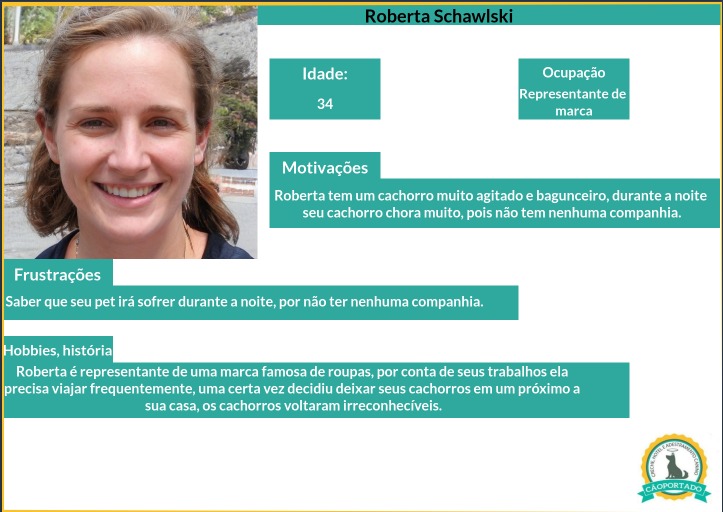 Roberta Schawlski
Idade:
34
Ocupação
Representante de
marca
Motivações
Roberta tem um cachorro muito agitado e bagunceiro, durante a noite
seu cachorro chora muito, pois não tem nenhuma companhia.
Frustrações
Saber que seu pet irá sofrer durante a noite, por não ter nenhuma companhia.
Hobbies, história
Roberta é representante de uma marca famosa de roupas, por conta de seus trabalhos ela
precisa viajar frequentemente, uma certa vez decidiu deixar seus cachorros em um próximo a
sua casa, os cachorros voltaram irreconhecíveis.
CRECHE, HOTEL E ADESTRAMENTO CANINO
CÃOPORTADO